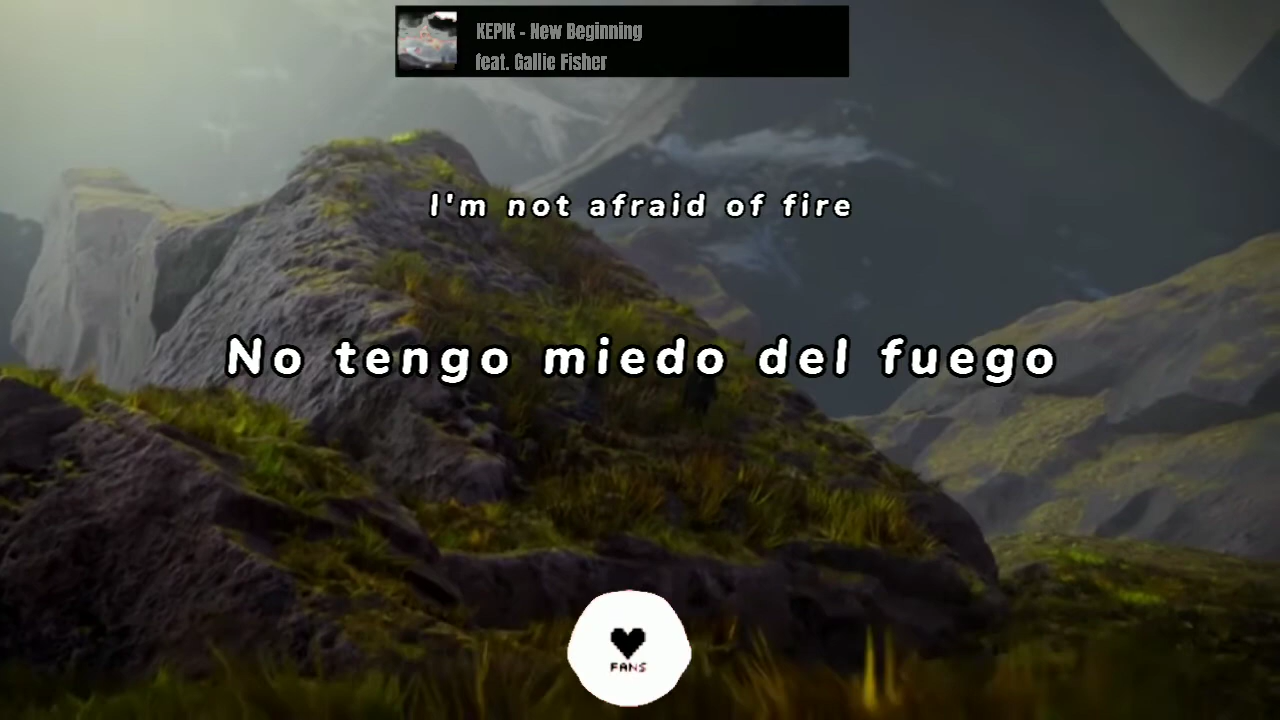 KEPIK - New Beginning
feat. Gallie Fisher
I'm not afraid of fire
No tengo miedo del fuego
FANS